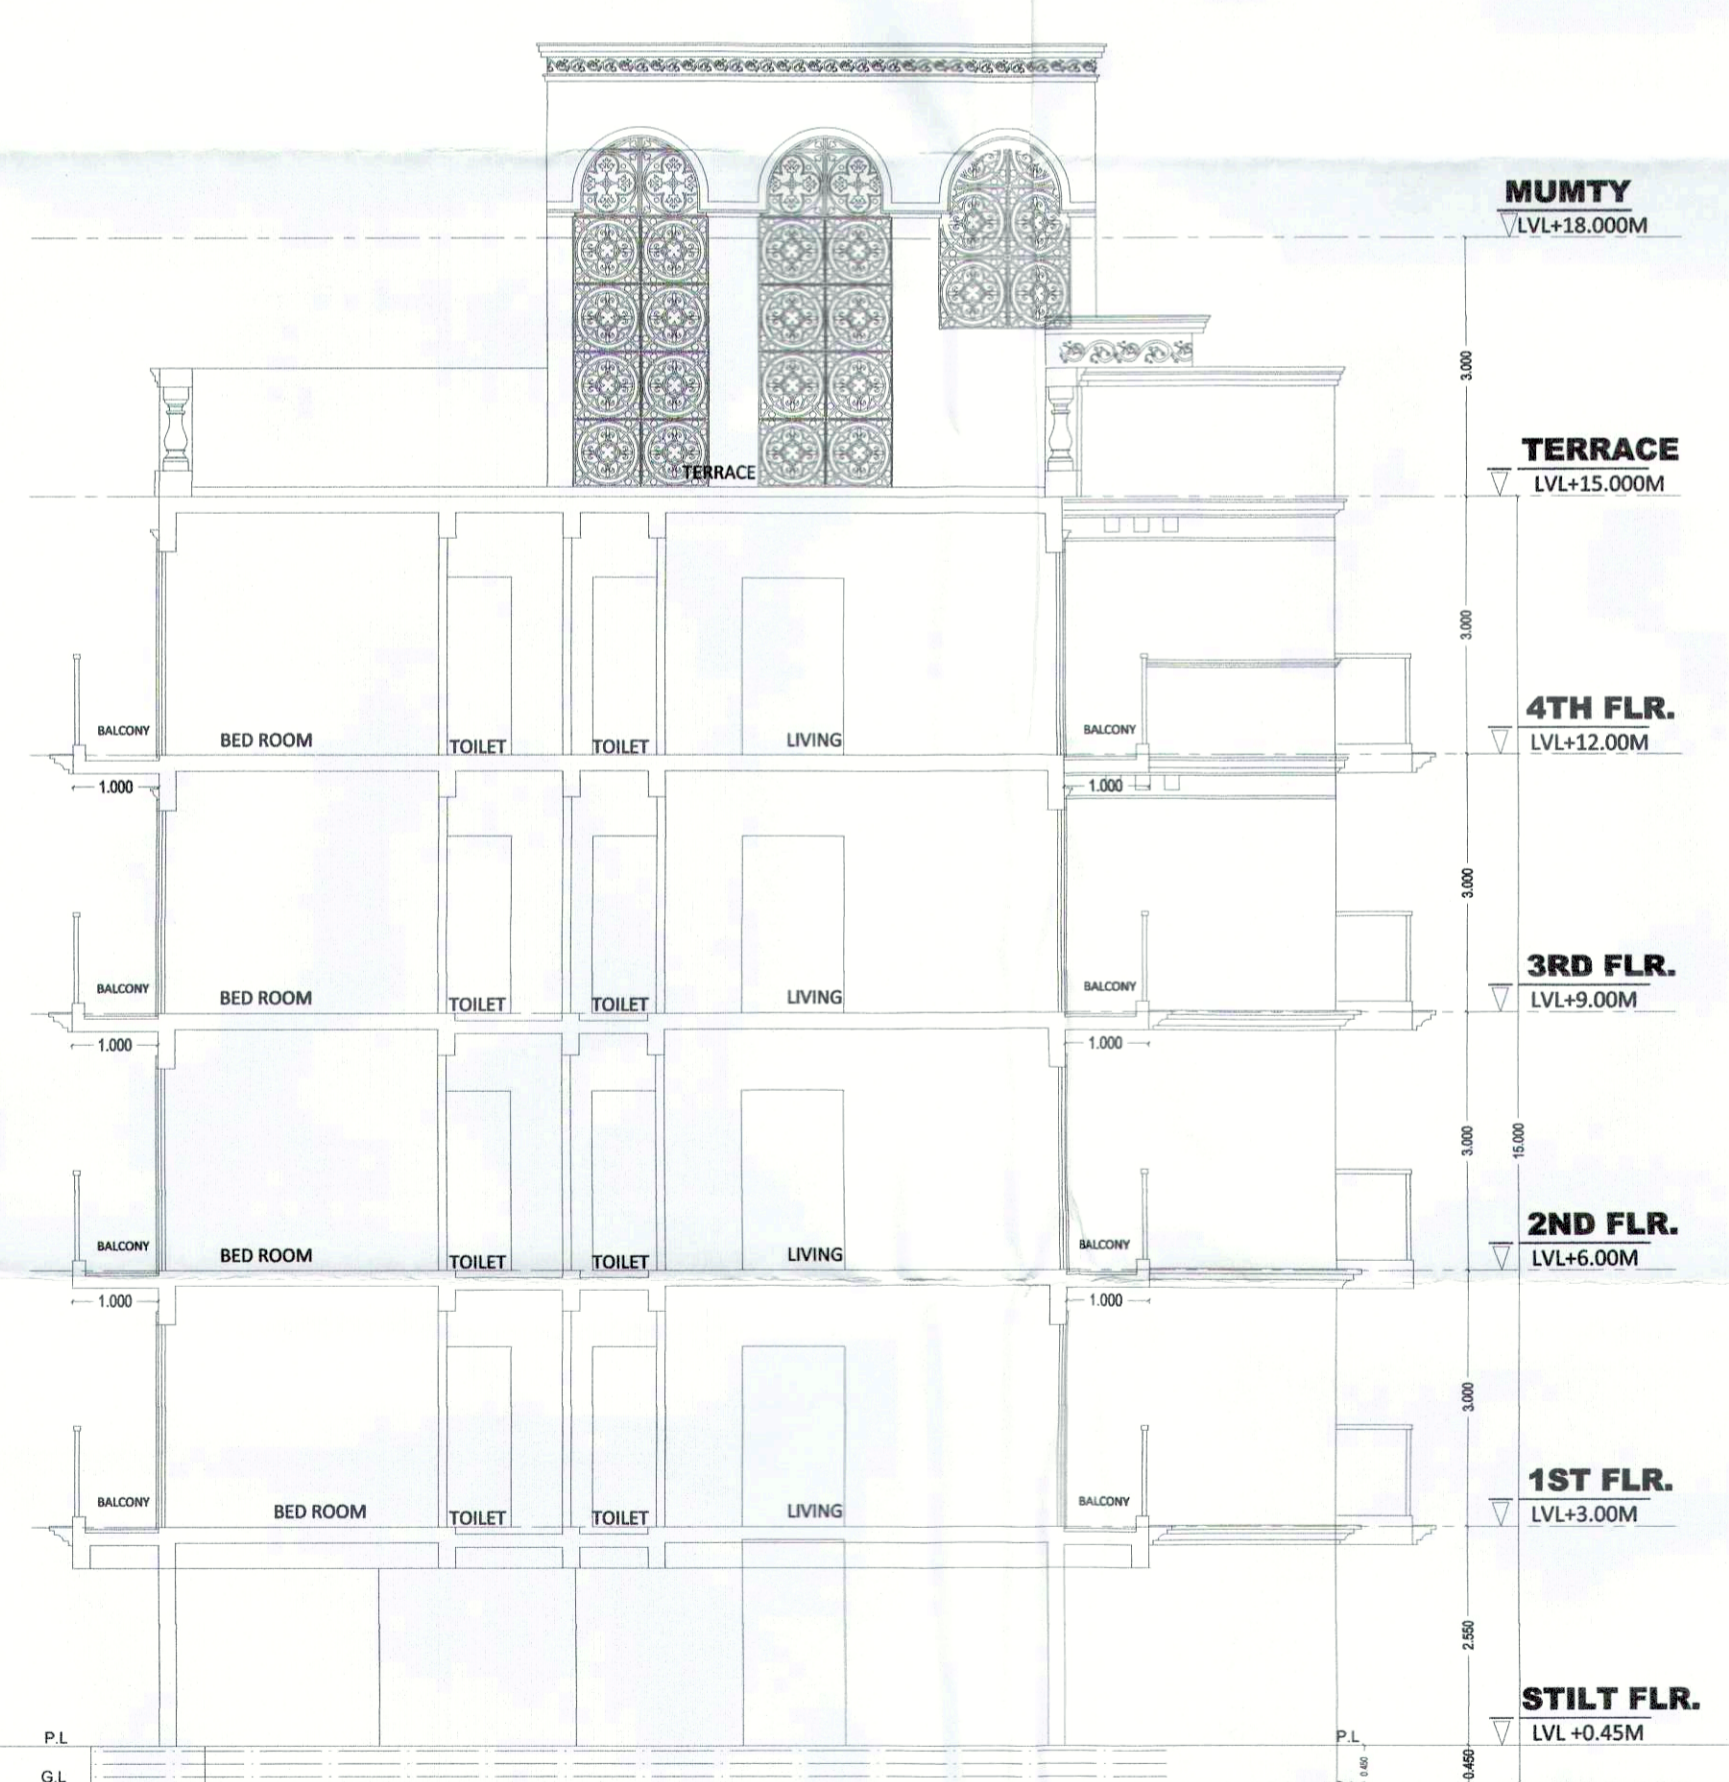 MUMTY
LVL+18.000M
3.000
TERRACE
TERRACE
LVL+15.000M
3.000
4TH FLR.
BALCONY BED ROOM TOILET TOILET LIVING BALCONY
LVL+12.00M
1.000 1.000
3.000
3RD FLR.
BALCONY BED ROOM TOILET TOILET LIVING BALCONY
LVL+9.00M
1.000 1.000
3.000 15.000
2ND FLR.
BALCONY BED ROOM TOILET TOILET LIVING BALCONY
LVL+6.00M
1.000 1.000
3.000
1ST FLR.
BALCONY BED ROOM TOILET TOILET LIVING BALCONY
LVL+3.00M
2.550
STILT FLR.
P.L P.L LVL +0.45M
G.L 0.450 0.450